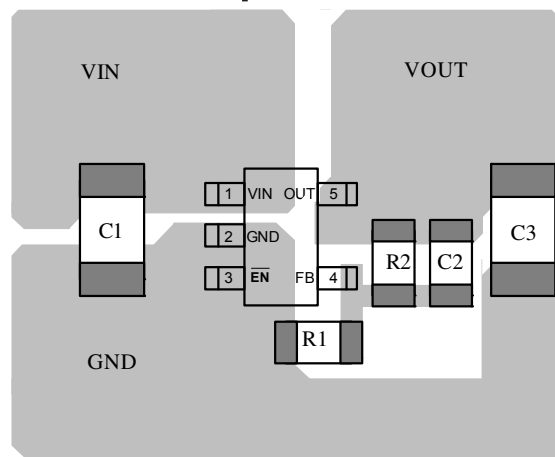 VIN
VOUT
1 VIN OUT 5
C1
2 GND
C3
R2 C2
3 EN FB 4
R1
GND